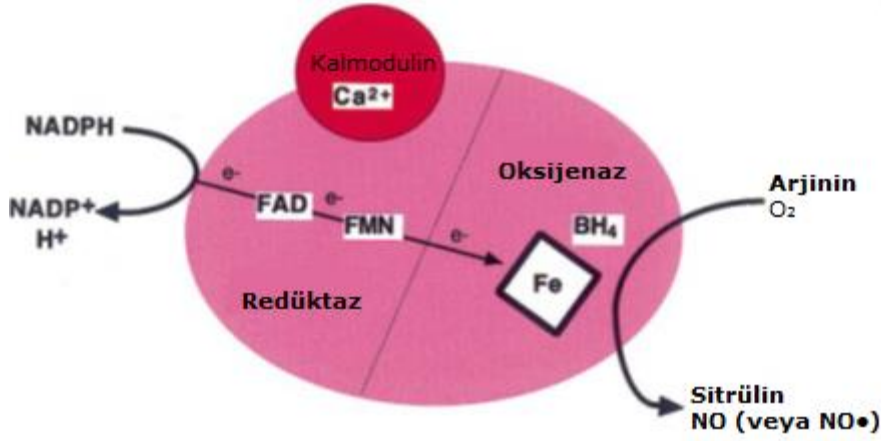 Kalmodulin
Ca²⁺
NADPH
NADP⁺
H⁺
e-
FAD
e-
FMN
e-
Redüktaz
Oksijenaz
BH₄
Fe
Arjinin
O₂
Sitrülin
NO (veya NO●)